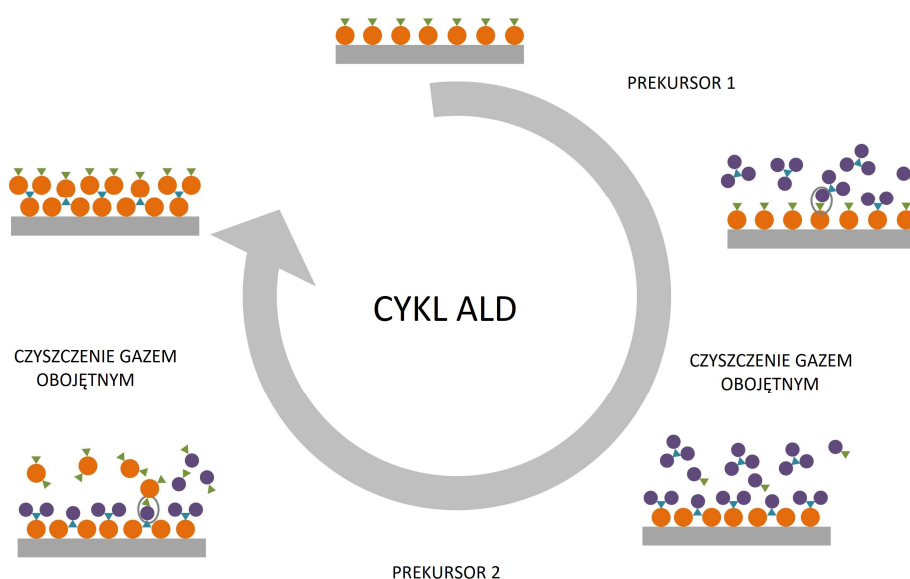 PREKURSOR 1
CYKL ALD
CZYSZCZENIE GAZEM
OBOJĘTNYM
CZYSZCZENIE GAZEM
OBOJĘTNYM
PREKURSOR 2